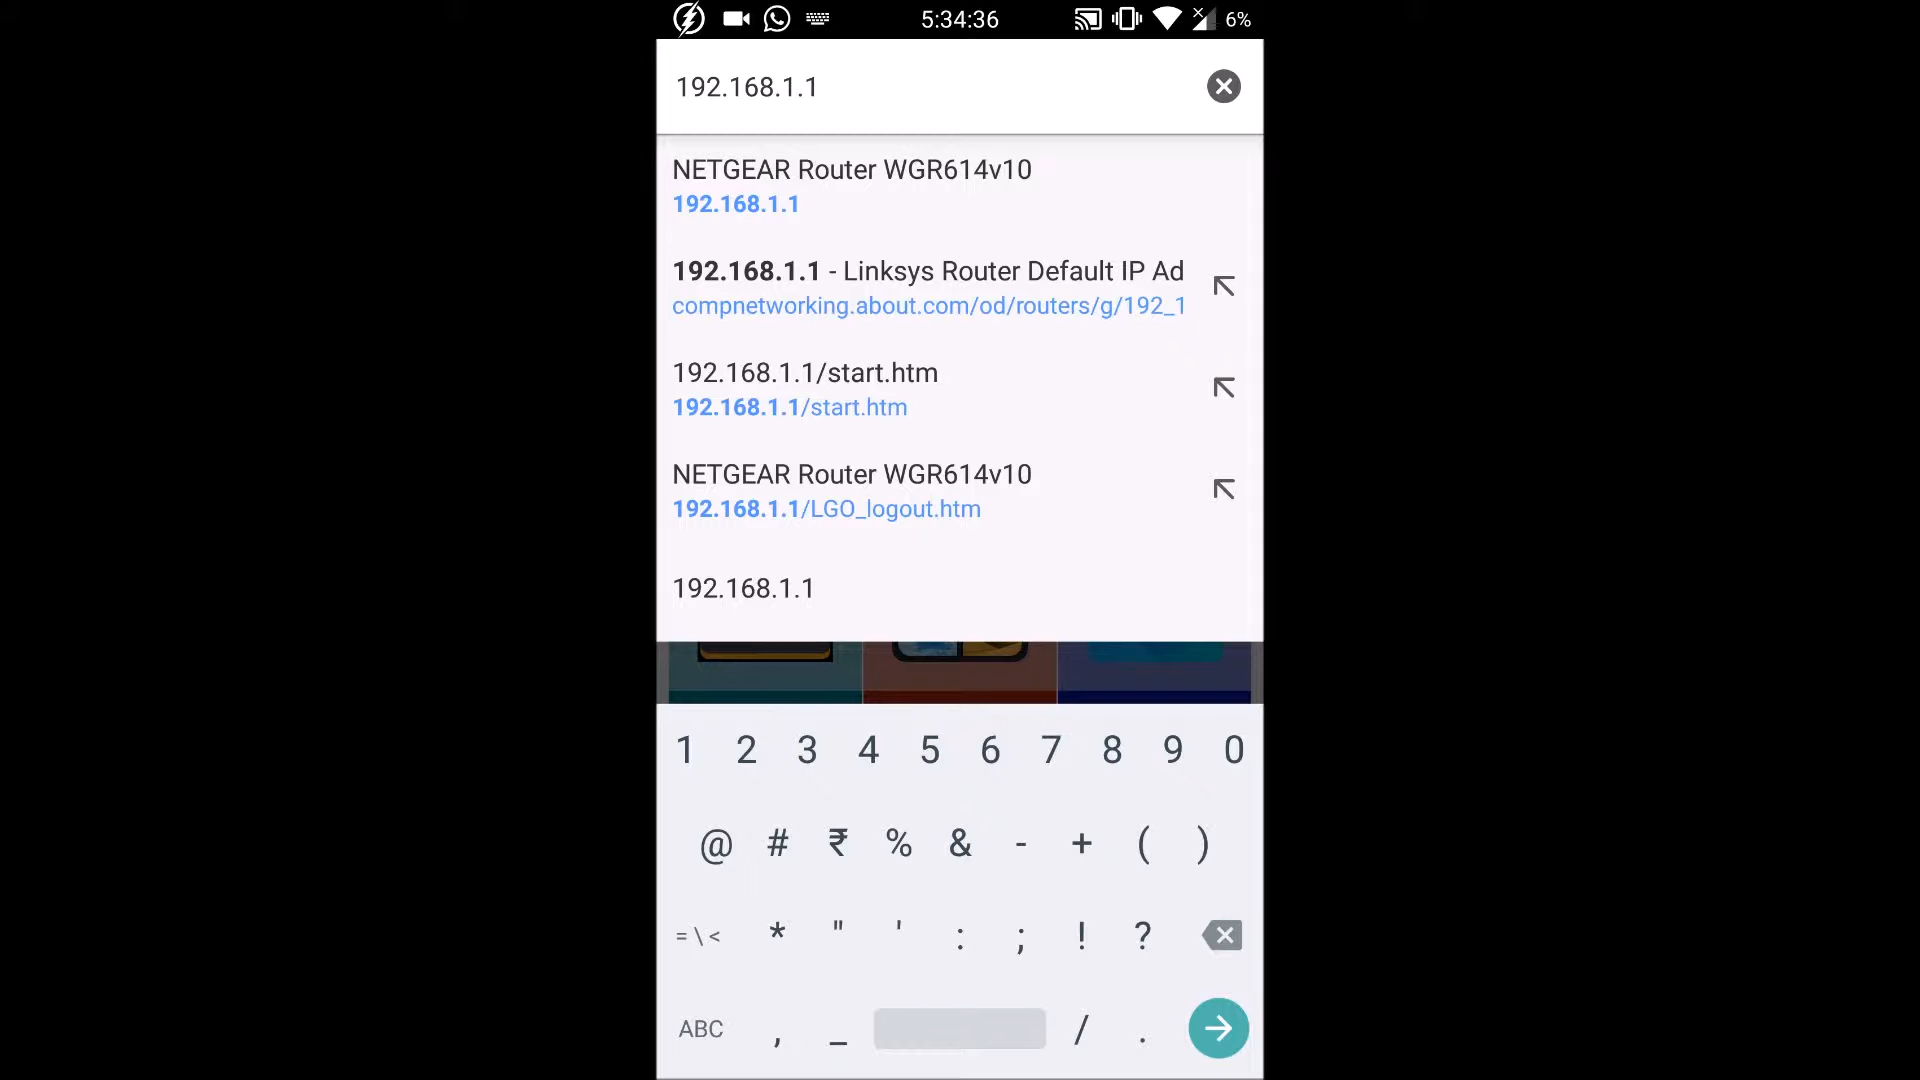 5:34:36
6%
192.168.1.1
NETGEAR Router WGR614v10
192.168.1.1
192.168.1.1 - Linksys Router Default IP Ad
compnetworking.about.com/od/routers/g/192_1
192.168.1.1/start.htm
192.168.1.1/start.htm
NETGEAR Router WGR614v10
192.168.1.1/LGO_logout.htm
192.168.1.1
1 2 3 4 5 6 7 8 9 0
@ # ₹ % & - + ( )
= \ < * " ' : ; ! ?
ABC , _ / .